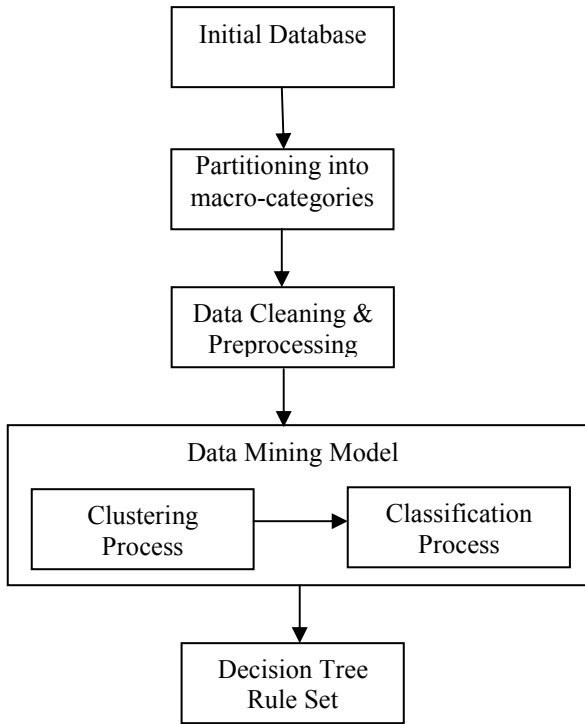 Initial Database
Partitioning into
macro-categories
Data Cleaning &
Preprocessing
Data Mining Model
Clustering
Process
Classification
Process
Decision Tree
Rule Set